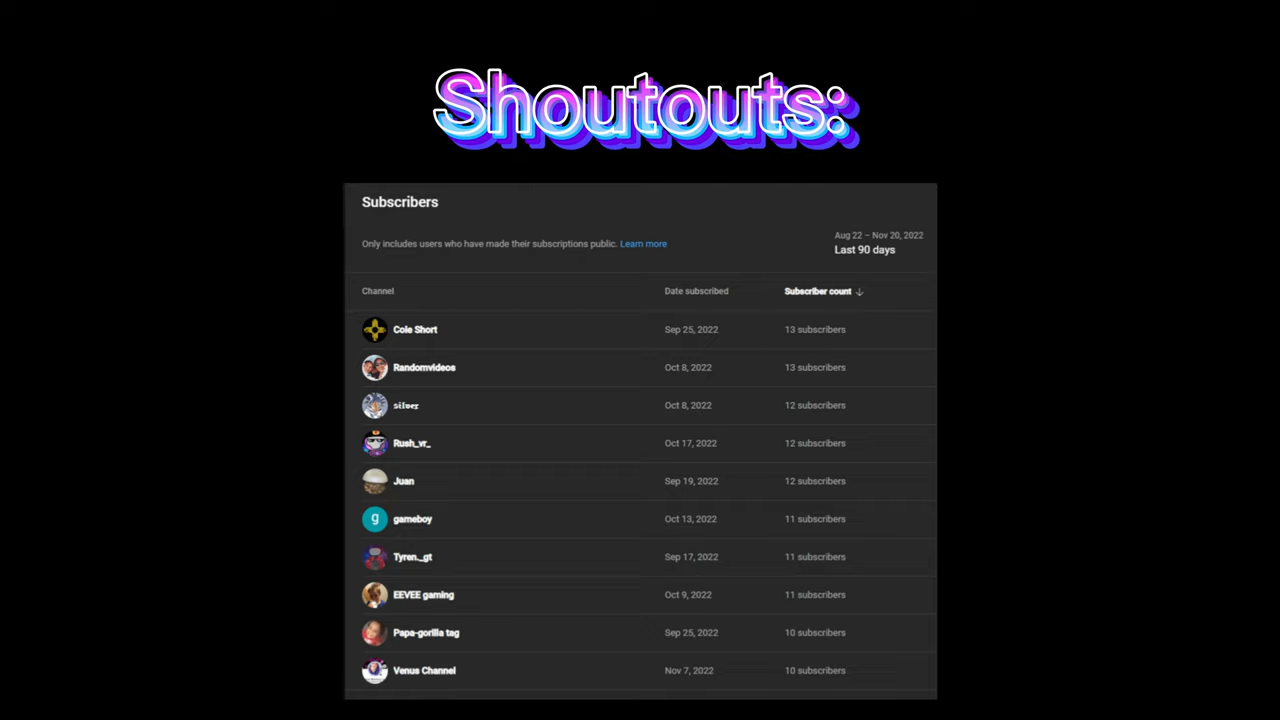 Shoutouts:
Subscribers
Only includes users who have made their subscriptions public. Learn more
Aug 22 – Nov 20, 2022
Last 90 days
Channel Date subscribed Subscriber count ↓
Cole Short Sep 25, 2022 13 subscribers
Randomvideos Oct 8, 2022 13 subscribers
silver Oct 8, 2022 12 subscribers
Rush_vr_ Oct 17, 2022 12 subscribers
Juan Sep 19, 2022 12 subscribers
g gameboy Oct 13, 2022 11 subscribers
Tyren._gt Sep 17, 2022 11 subscribers
EEVEE gaming Oct 9, 2022 11 subscribers
Papa-gorilla tag Sep 25, 2022 10 subscribers
Venus Channel Nov 7, 2022 10 subscribers